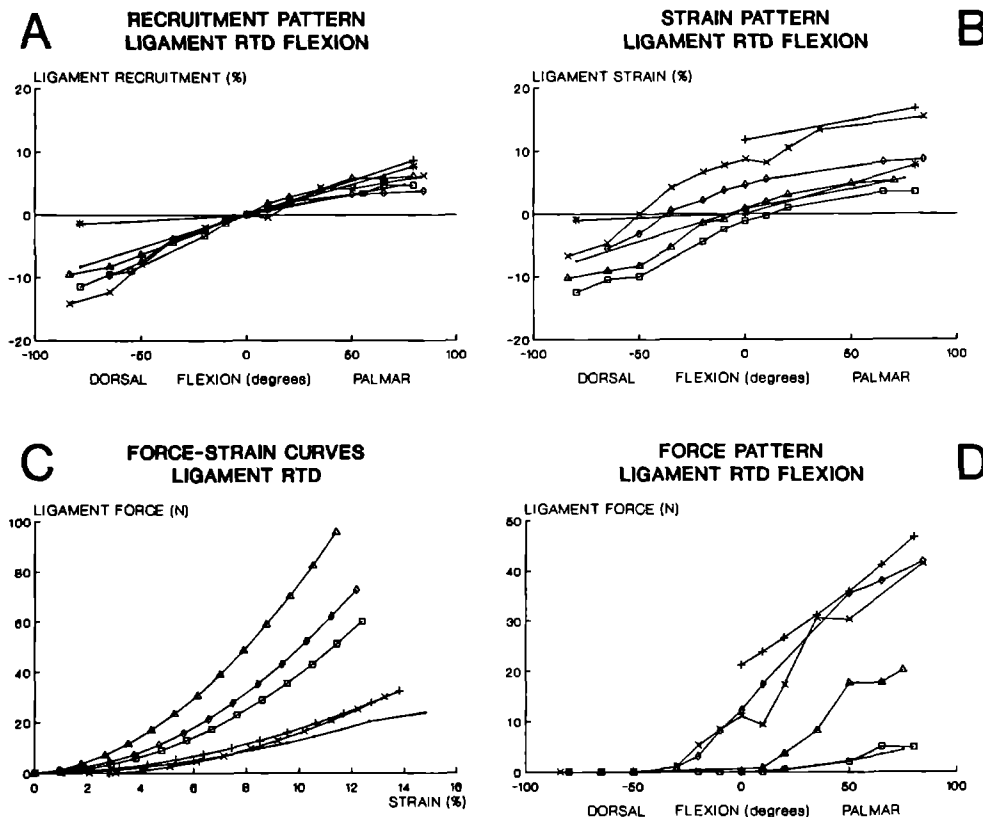 A
RECRUITMENT PATTERN
LIGAMENT RTD FLEXION
LIGAMENT RECRUITMENT (%)
20
10
0
-10
-20
-100 -50 0 50 100
DORSAL FLEXION (degrees) PALMAR
STRAIN PATTERN
LIGAMENT RTD FLEXION
B
LIGAMENT STRAIN (%)
20
10
0
-10
-20
-100 -50 0 50 100
DORSAL FLEXION (degrees) PALMAR
C
FORCE-STRAIN CURVES
LIGAMENT RTD
LIGAMENT FORCE (N)
100
80
60
40
20
0
0 2 4 6 8 10 12 14 16
STRAIN (%)
FORCE PATTERN
LIGAMENT RTD FLEXION
D
LIGAMENT FORCE (N)
50
40
30
20
10
0
-100 -50 0 50 100
DORSAL FLEXION (degrees) PALMAR